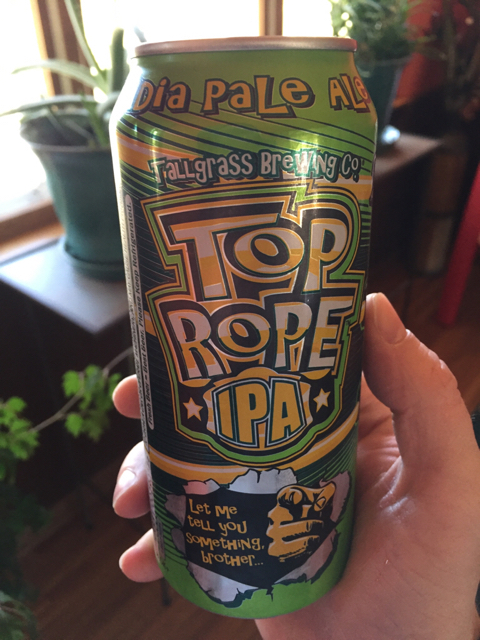 Dia Pale Ale
Tallgrass Brewing Co.
TOP
ROPE
IPA
Let me
tell you
something,
brother...